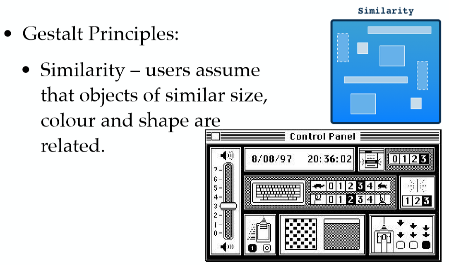 Similarity
• Gestalt Principles:
• Similarity – users assume
that objects of similar size,
colour and shape are
related.
Control Panel
8/08/97 20:36:02
0 1 2 3
7
6
5
4
3
2
1
0
0 1 2 3 4
0 1 2 3 4
1 2 3
1 0